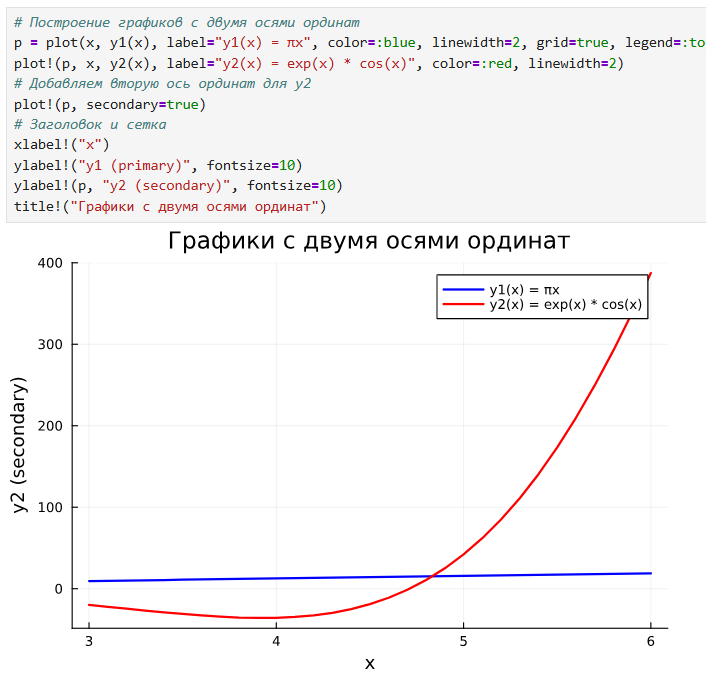 # Построение графиков с двумя осями ординат
p = plot(x, y1(x), label="y1(x) = πx", color=:blue, linewidth=2, grid=true, legend=:to
plot!(p, x, y2(x), label="y2(x) = exp(x) * cos(x)", color=:red, linewidth=2)
# Добавляем вторую ось ординат для y2
plot!(p, secondary=true)
# Заголовок и сетка
xlabel!("x")
ylabel!("y1 (primary)", fontsize=10)
ylabel!(p, "y2 (secondary)", fontsize=10)
title!("Графики с двумя осями ординат")
Графики с двумя осями ординат
y1(x) = πx
y2(x) = exp(x) * cos(x)
400
300
200
100
0
y2 (secondary)
3 4 5 6
x